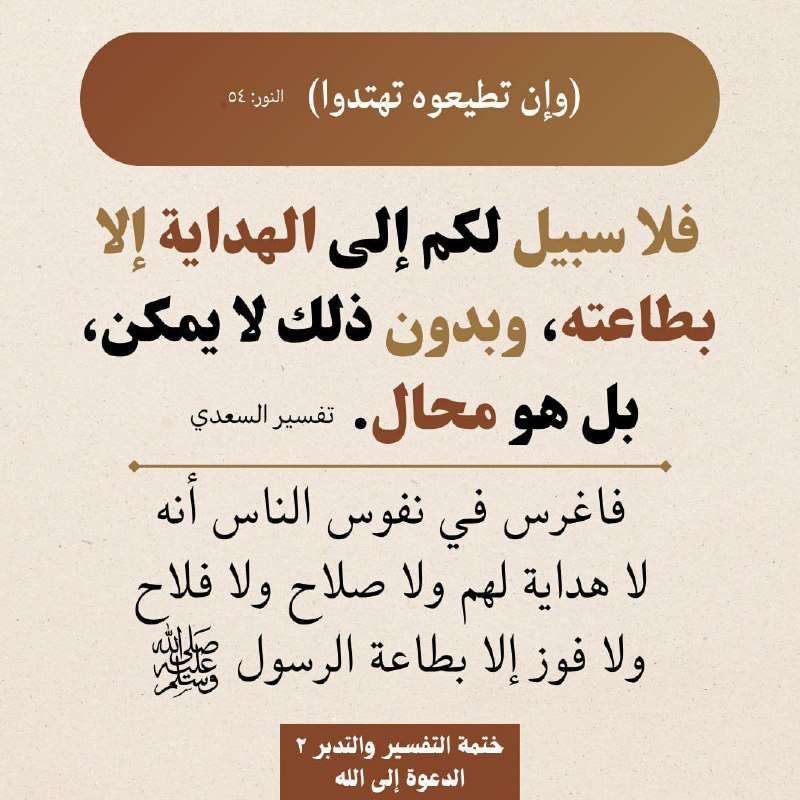 (وإن تطيعوه تهتدوا) النور: ٥٤
فلا سبيل لكم إلى الهداية إلا
بطاعته، وبدون ذلك لا يمكن،
بل هو محال. تفسير السعدي
فاغرس في نفوس الناس أنه
لا هداية لهم ولا صلاح ولا فلاح
ولا فوز إلا بطاعة الرسول ﷺ
ختمة التفسير والتدبر ٢
الدعوة إلى الله